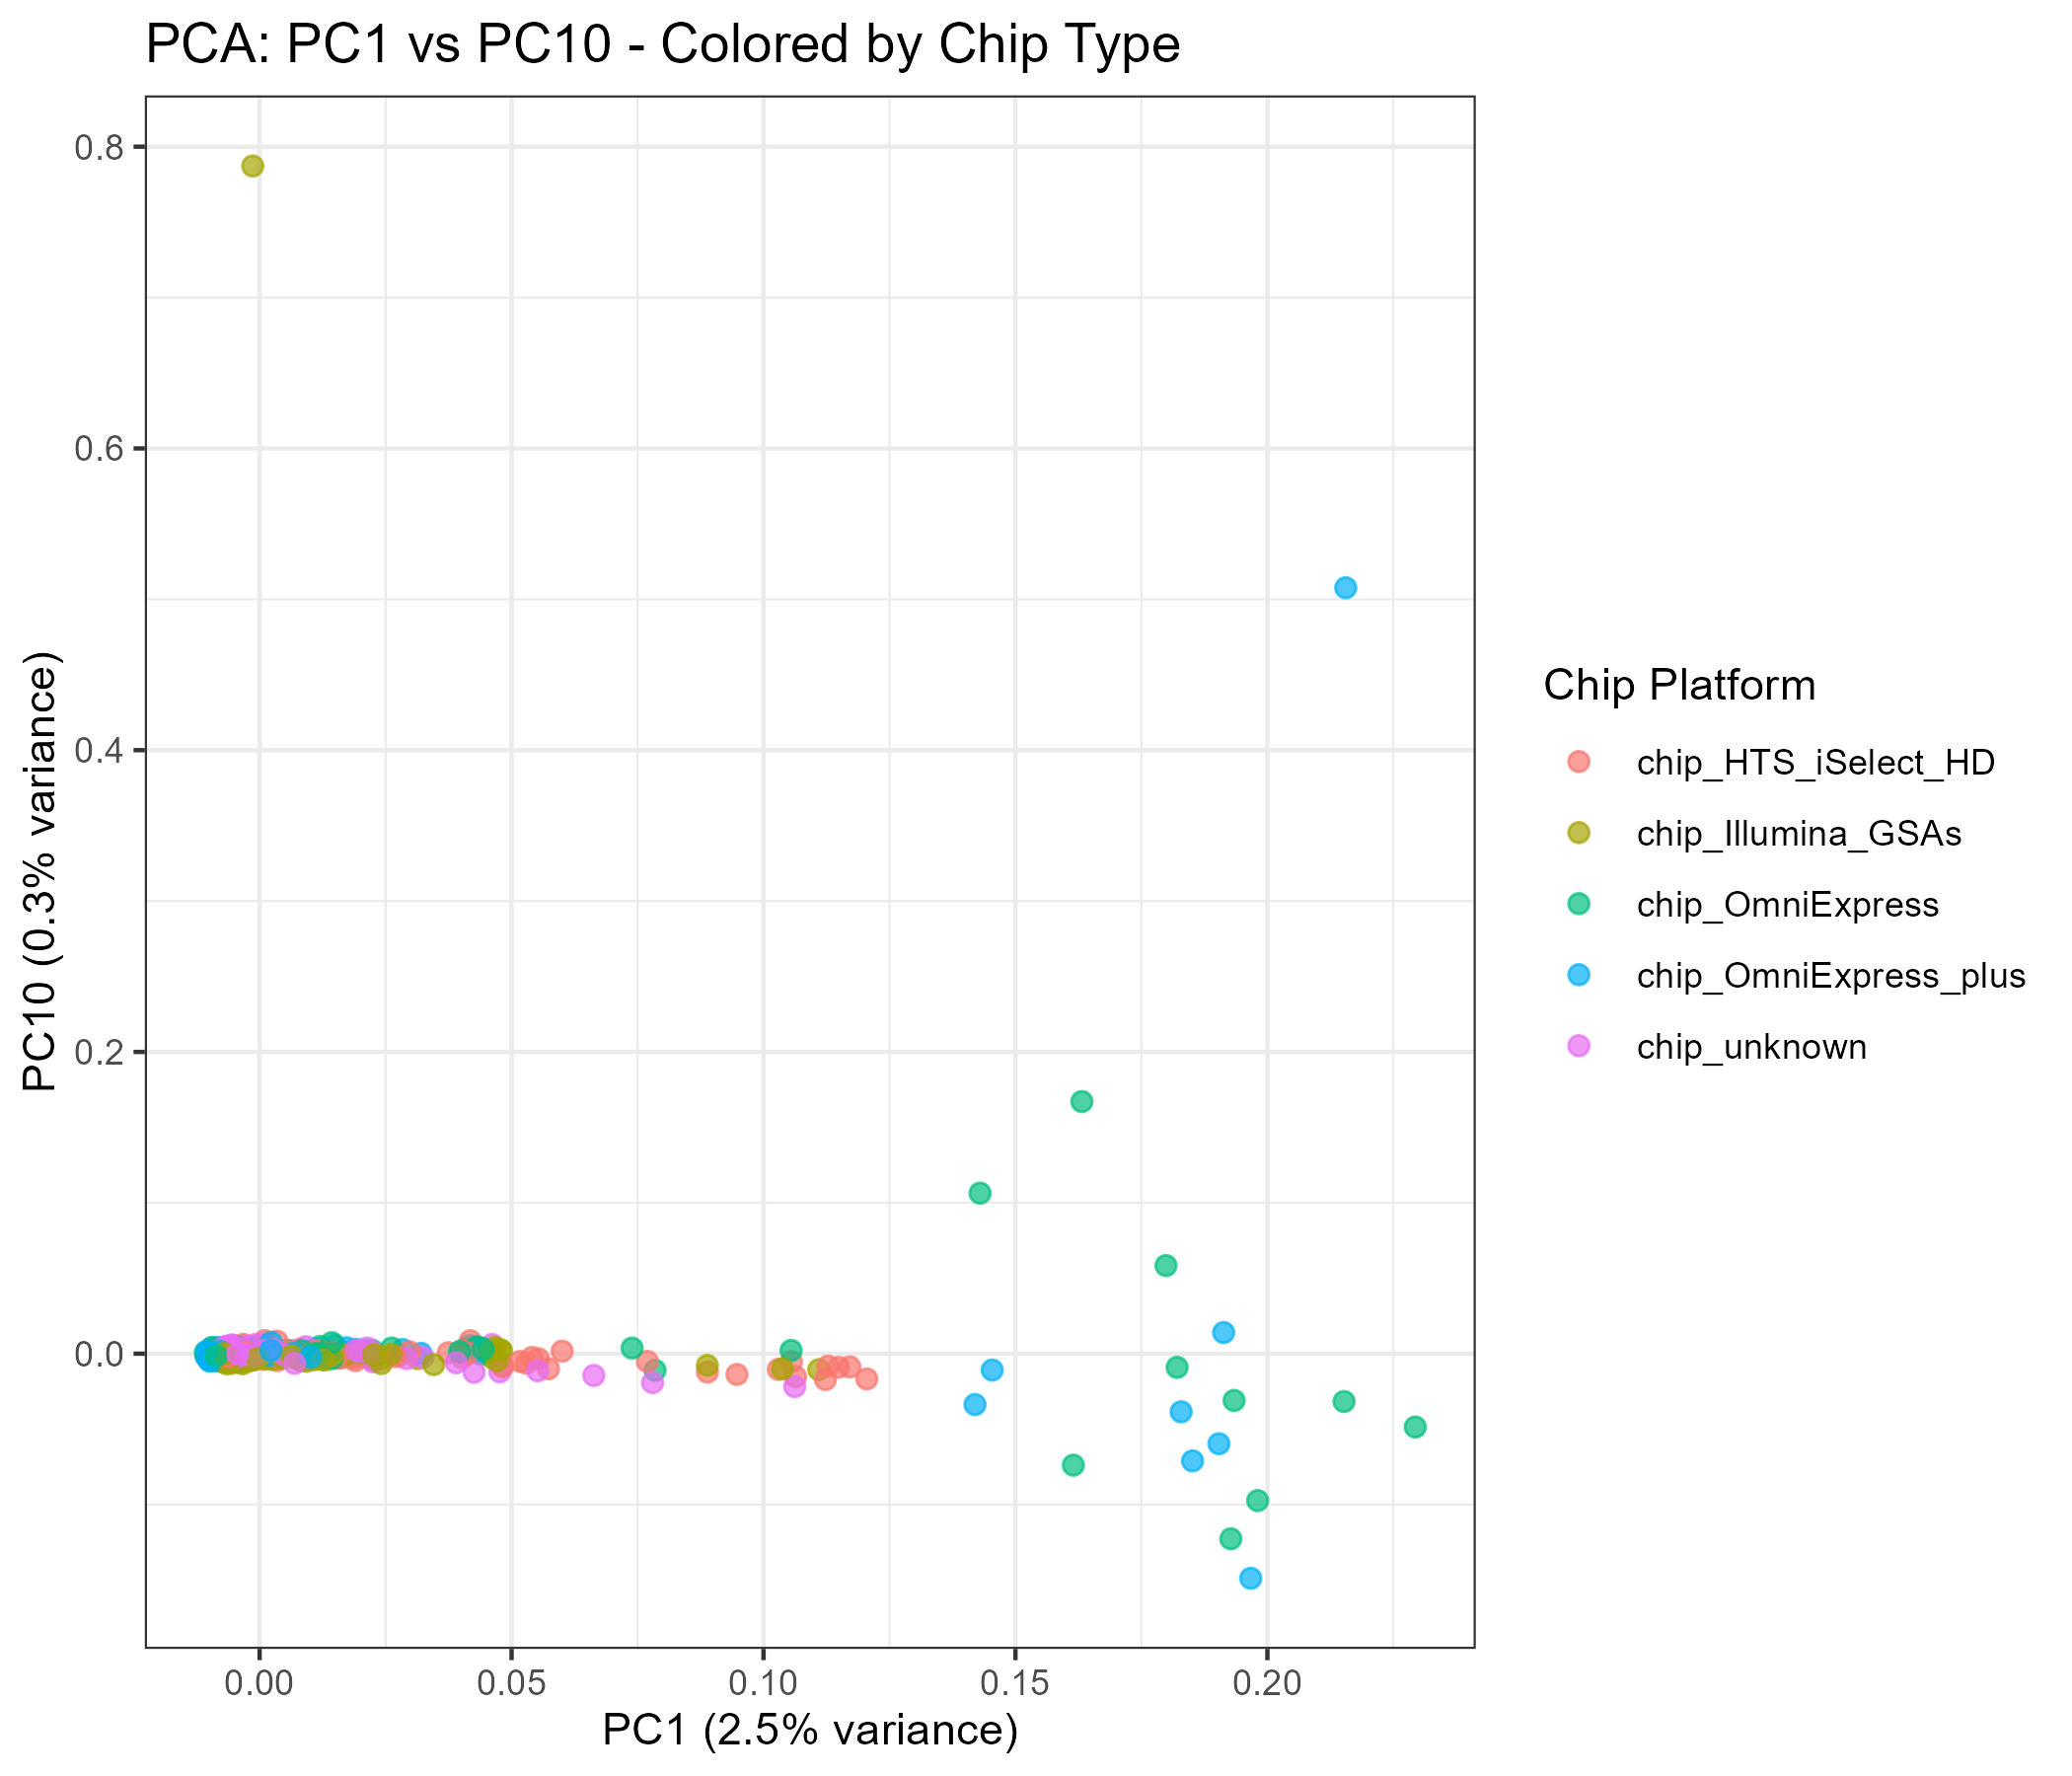 PCA: PC1 vs PC10 - Colored by Chip Type
PC10 (0.3% variance)
0.8
0.6
0.4
0.2
0.0
0.00
0.05
0.10
0.15
0.20
PC1 (2.5% variance)
Chip Platform
chip_HTS_iSelect_HD
chip_Illumina_GSAs
chip_OmniExpress
chip_OmniExpress_plus
chip_unknown